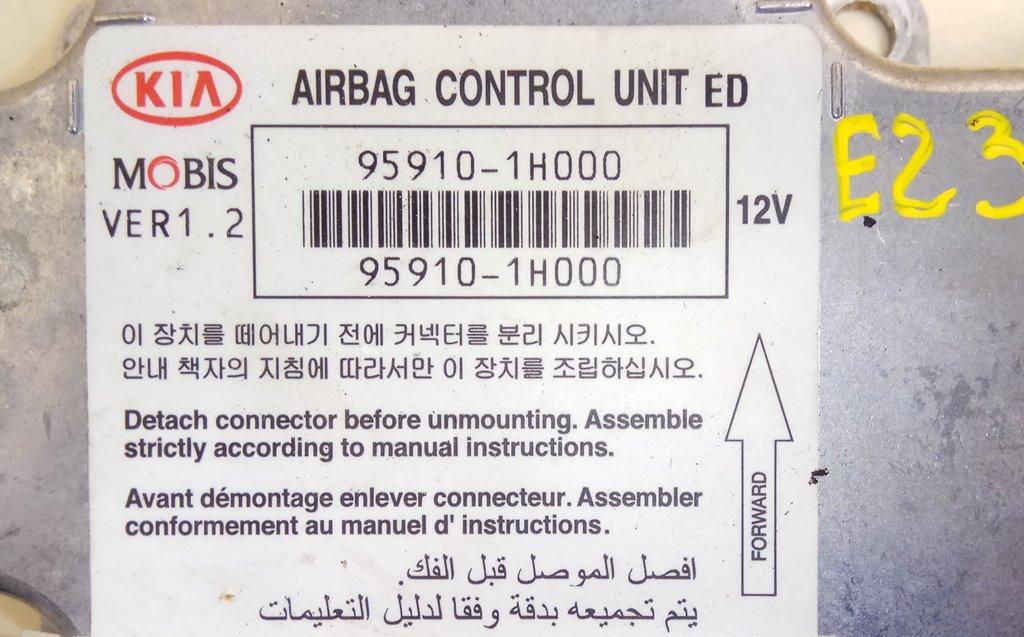 KIA AIRBAG CONTROL UNIT ED
MOBIS
VER1.2
95910-1H000
95910-1H000
12V
E23
이 장치를 떼어내기 전에 커넥터를 분리 시키시오.
안내 책자의 지침에 따라서만 이 장치를 조립하십시오.
Detach connector before unmounting. Assemble
strictly according to manual instructions.
Avant démontage enlever connecteur. Assembler
conformement au manuel d' instructions.
افصل الموصل قبل الفك.
يتم تجميعه بدقة وفقا لدليل التعليمات
FORWARD